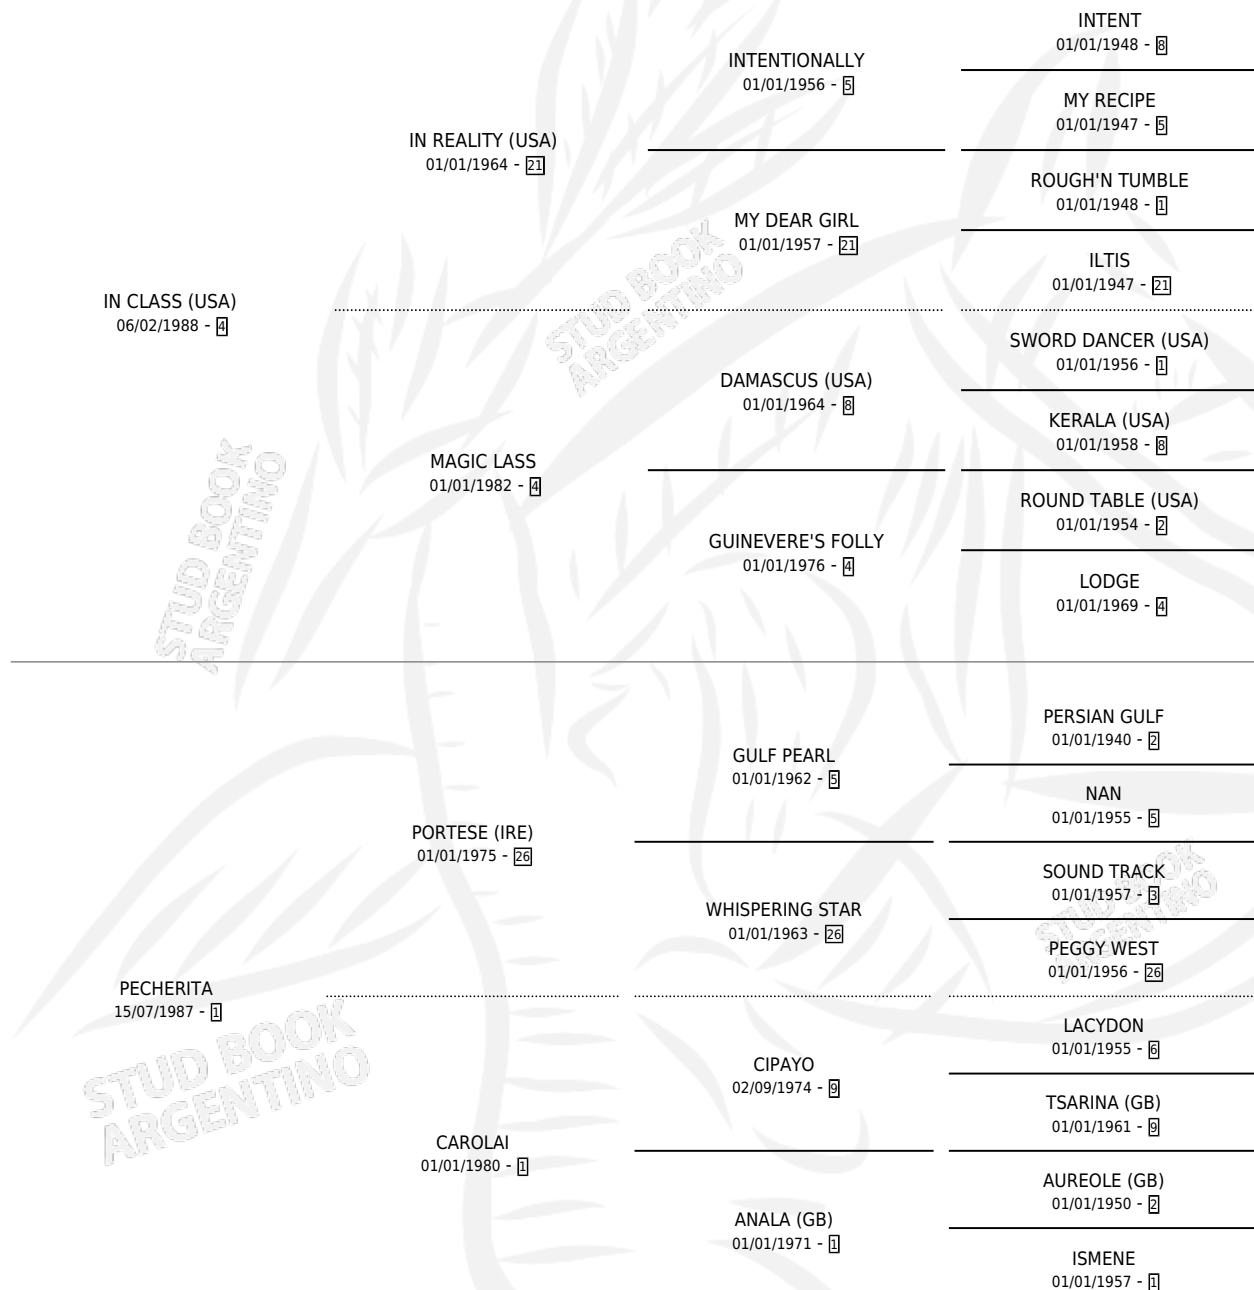 INTENT
01/01/1948 - 8
INTENTIONALLY
01/01/1956 - 5
MY RECIPE
01/01/1947 - 5
IN REALITY (USA)
01/01/1964 - 21
ROUGH'N TUMBLE
01/01/1948 - 1
MY DEAR GIRL
01/01/1957 - 21
ILTIS
01/01/1947 - 21
IN CLASS (USA)
06/02/1988 - 4
SWORD DANCER (USA)
01/01/1956 - 1
DAMASCUS (USA)
01/01/1964 - 8
KERALA (USA)
01/01/1958 - 8
MAGIC LASS
01/01/1982 - 4
ROUND TABLE (USA)
01/01/1954 - 2
GUINEVERE'S FOLLY
01/01/1976 - 4
LODGE
01/01/1969 - 4
PERSIAN GULF
01/01/1940 - 2
GULF PEARL
01/01/1962 - 5
NAN
01/01/1955 - 5
PORTESE (IRE)
01/01/1975 - 26
SOUND TRACK
01/01/1957 - 3
WHISPERING STAR
01/01/1963 - 26
PEGGY WEST
01/01/1956 - 26
PECHERITA
15/07/1987 - 1
LACYDON
01/01/1955 - 6
CIPAYO
02/09/1974 - 9
TSARINA (GB)
01/01/1961 - 9
CAROLAI
01/01/1980 - 1
AUREOLE (GB)
01/01/1950 - 2
ANALA (GB)
01/01/1971 - 1
ISMENE
01/01/1957 - 1
STUD BOOK
ARGENTINO
STUD BOOK
ARGENTINO
STUD BOOK
ARGENTINO
STUD BOOK
ARGENTINO